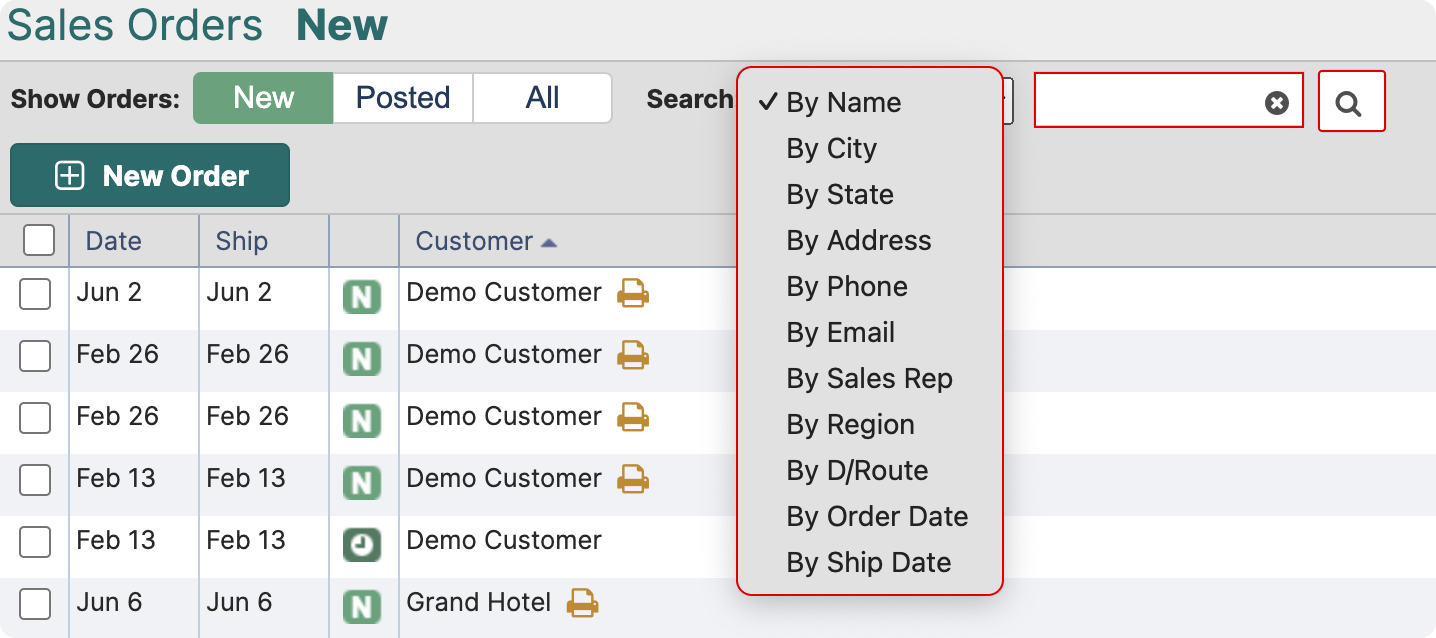 Sales Orders New
Show Orders: New Posted All Search
✓ By Name
By City
By State
By Address
By Phone
By Email
By Sales Rep
By Region
By D/Route
By Order Date
By Ship Date
New Order
Date Ship Customer
Jun 2 Jun 2 N Demo Customer
Feb 26 Feb 26 N Demo Customer
Feb 26 Feb 26 N Demo Customer
Feb 13 Feb 13 N Demo Customer
Feb 13 Feb 13 Demo Customer
Jun 6 Jun 6 N Grand Hotel